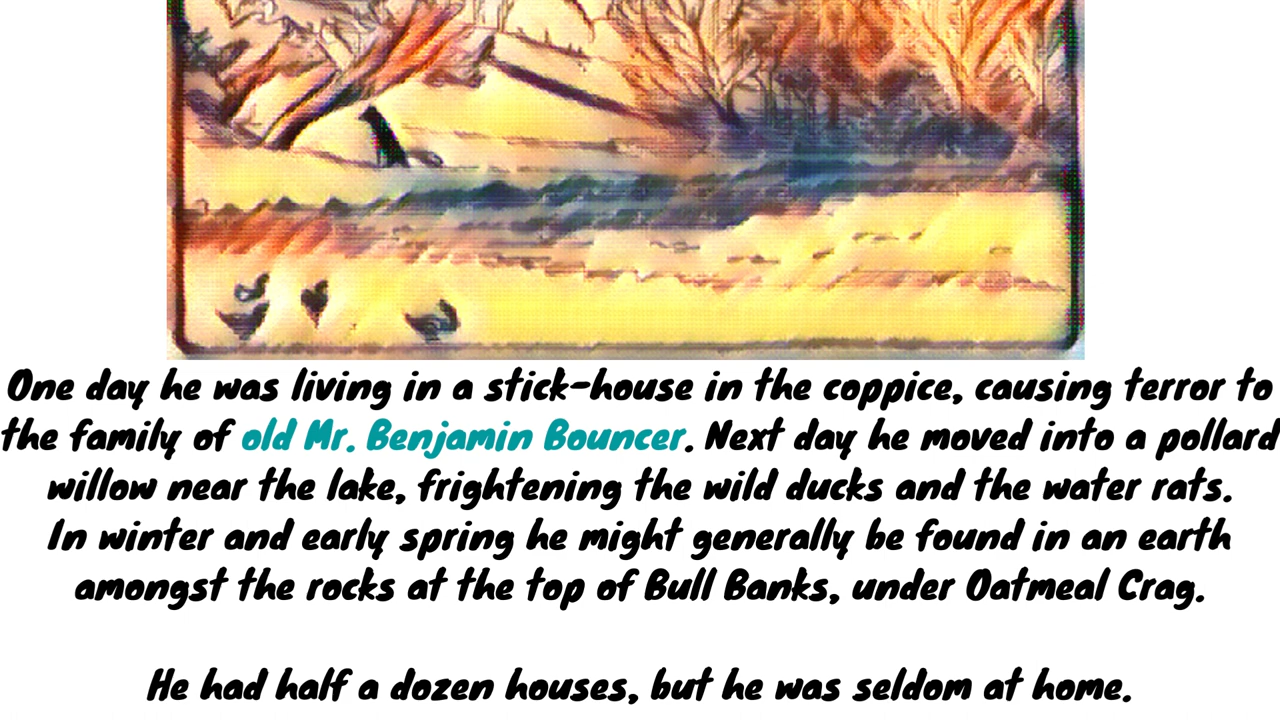 One day he was living in a stick-house in the coppice, causing terror to
the family of old Mr. Benjamin Bouncer. Next day he moved into a pollard
willow near the lake, frightening the wild ducks and the water rats.
In winter and early spring he might generally be found in an earth
amongst the rocks at the top of Bull Banks, under Oatmeal Crag.
He had half a dozen houses, but he was seldom at home.